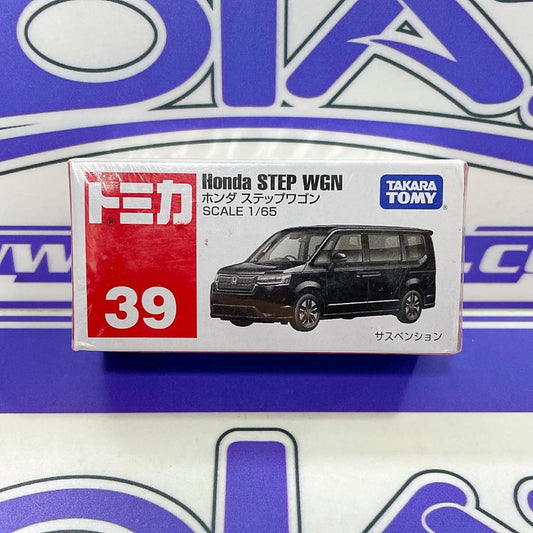 トミカ
39
Honda STEP WGN
ホンダ ステップワゴン
SCALE 1/65
TAKARA
TOMY
サスペンション